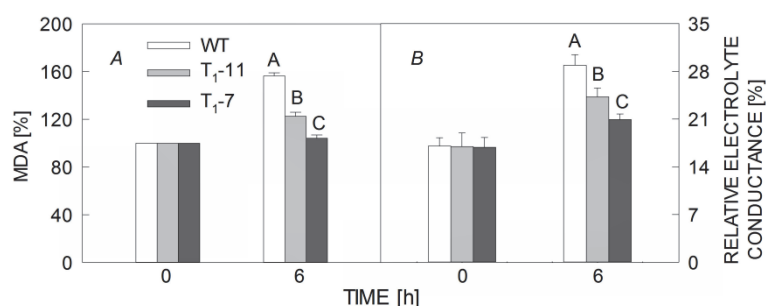 200
160
120
80
40
0
MDA [%]
A
WT
T₁-11
T₁-7
A
B
C
0
6
B
A
B
C
0
6
TIME [h]
35
28
21
14
7
0
RELATIVE ELECTROLYTE
CONDUCTANCE [%]